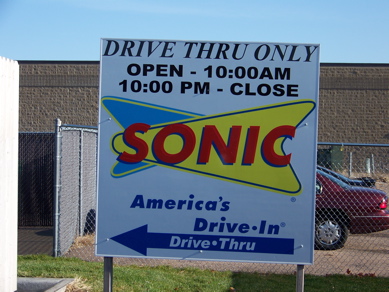 DRIVE THRU ONLY
OPEN - 10:00AM
10:00 PM - CLOSE
SONIC
America's
Drive·In®
Drive·Thru